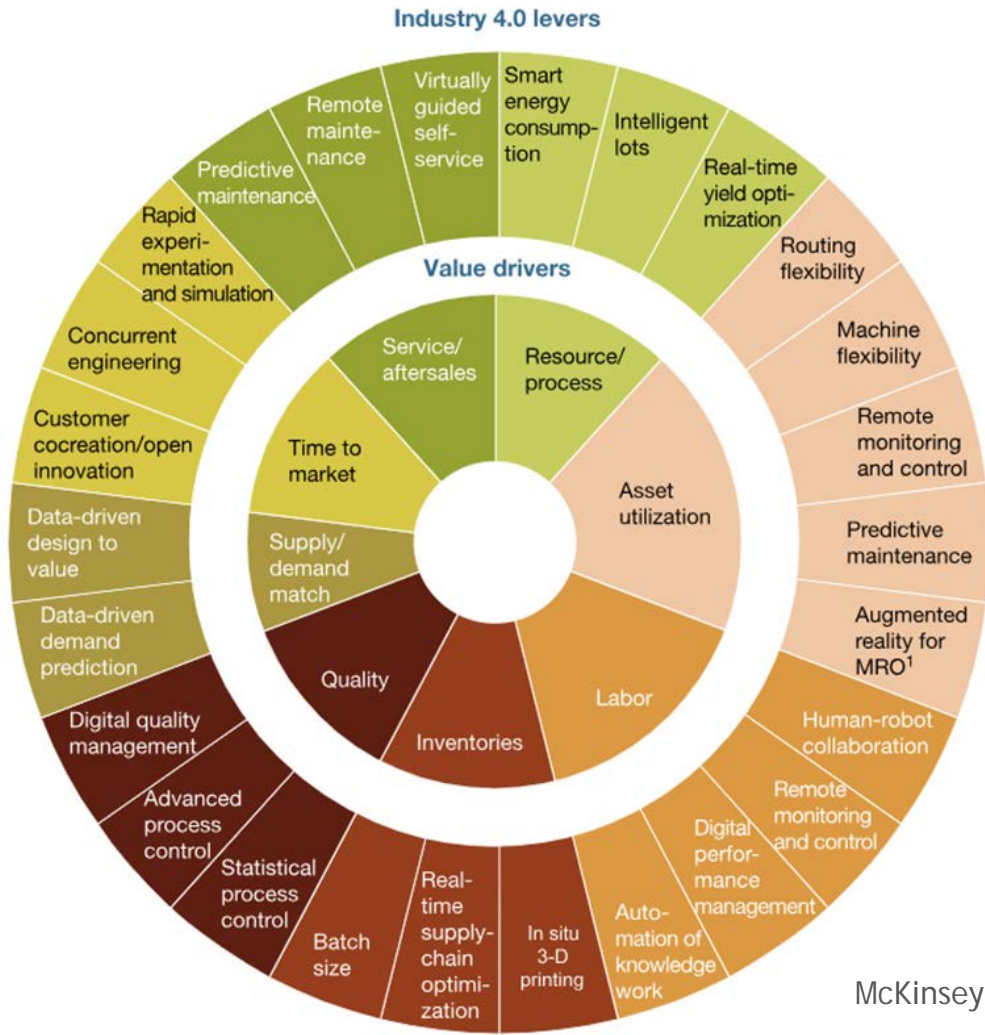 Industry 4.0 levers
Smart
energy
consump-
tion
Intelligent
lots
Real-time
yield opti-
mization
Routing
flexibility
Machine
flexibility
Remote
monitoring
and control
Predictive
maintenance
Augmented
reality for
MRO1
Human-robot
collaboration
Remote
monitoring
and control
Digital
perfor-
mance
management
Auto-
mation of
knowledge
work
In situ
3-D
printing
Real-
time
supply-
chain
optimi-
zation
Batch
size
Statistical
process
control
Advanced
process
control
Digital quality
management
Data-driven
demand
prediction
Data-driven
design to
value
Customer
cocreation/open
innovation
Concurrent
engineering
Rapid
experi-
mentation
and simulation
Predictive
maintenance
Remote
mainte-
nance
Virtually
guided
self-
service
Value drivers
Resource/
process
Asset
utilization
Labor
Inventories
Quality
Supply/
demand
match
Time to
market
Service/
aftersales
McKinsey